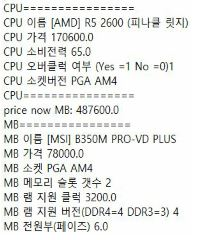 CPU================
CPU 이름 [AMD] R5 2600 (피나클 릿지)
CPU 가격 170600.0
CPU 소비전력 65.0
CPU 오버클럭 여부 (Yes =1 No =0)1
CPU 소켓버전 PGA AM4
CPU================
price now MB: 487600.0
MB================
MB 이름 [MSI] B350M PRO-VD PLUS
MB 가격 78000.0
MB 소켓 PGA AM4
MB 메모리 슬롯 갯수 2
MB 램 지원 클럭 3200.0
MB 램 지원 버전(DDR4=4 DDR3=3) 4
MB 전원부(페이즈) 6.0